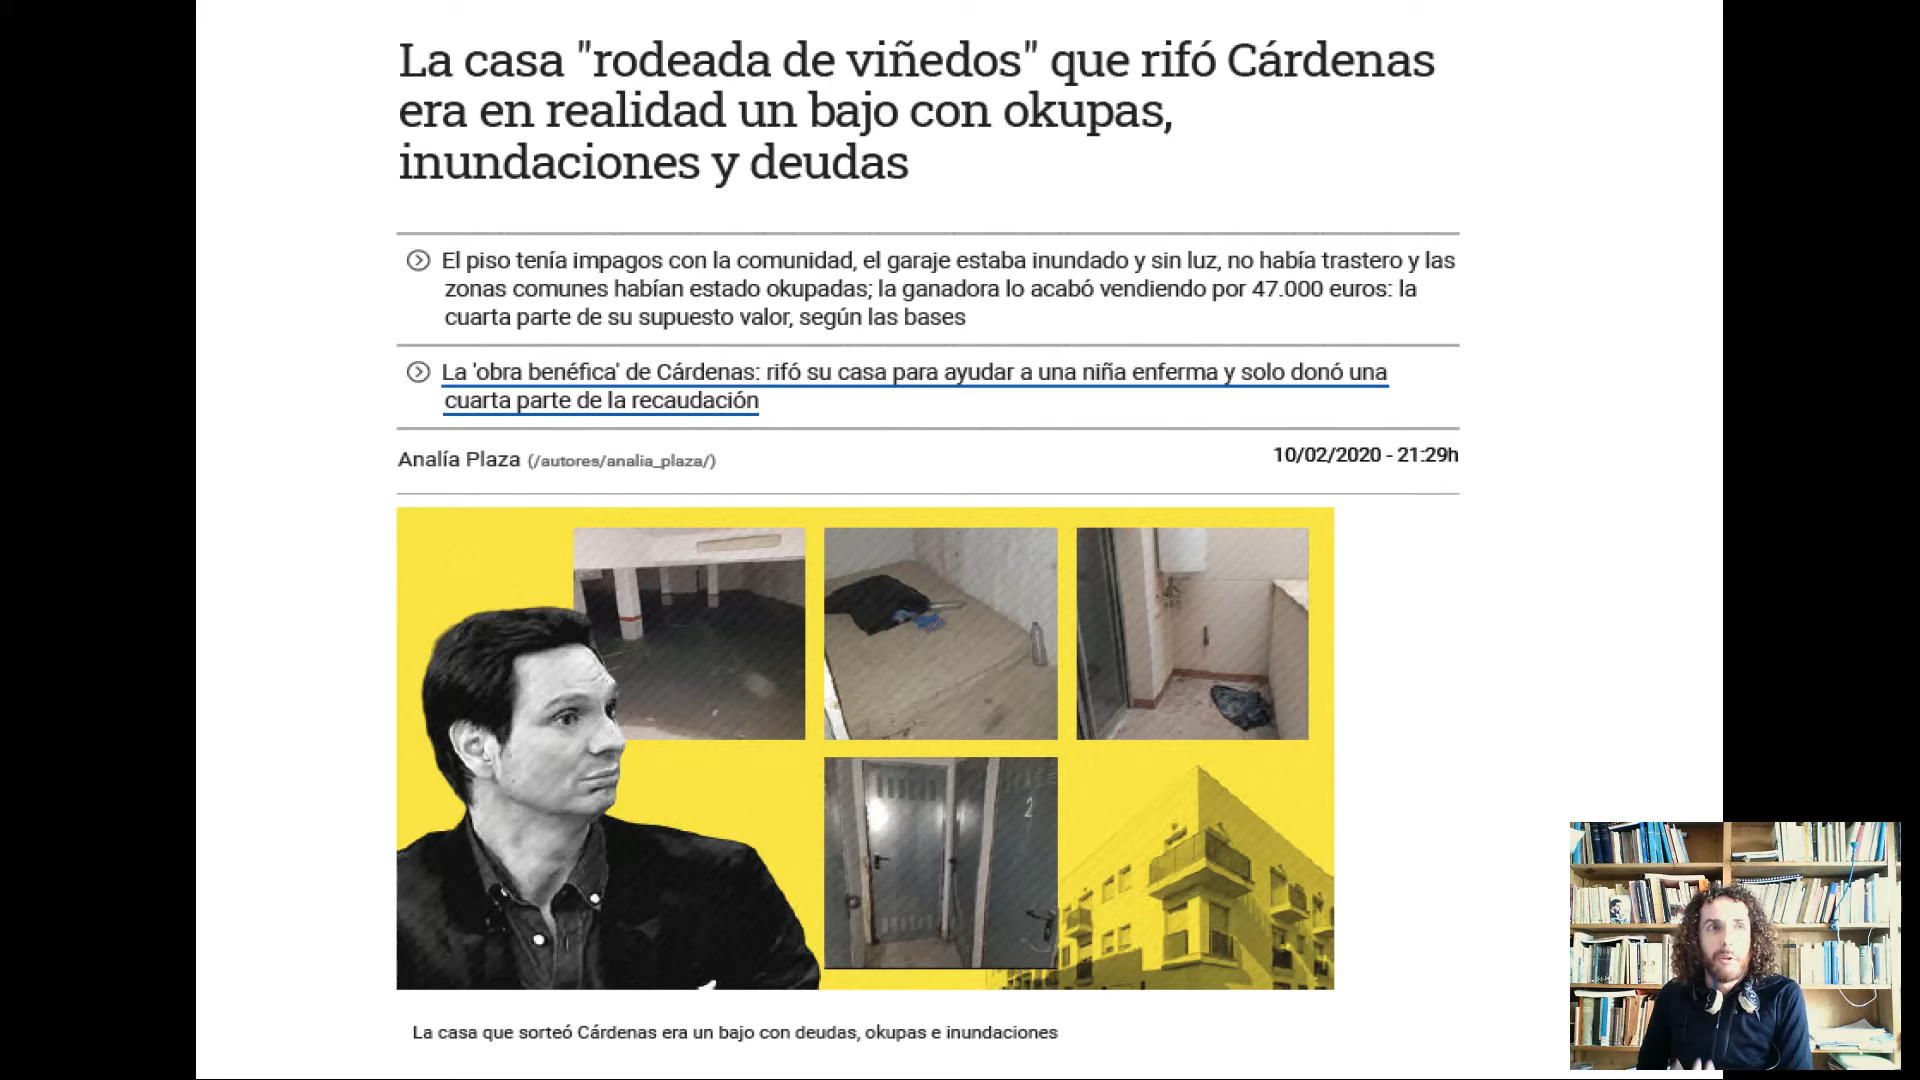 La casa "rodeada de viñedos" que rifó Cárdenas
era en realidad un bajo con okupas,
inundaciones y deudas
El piso tenía impagos con la comunidad, el garaje estaba inundado y sin luz, no había trastero y las
zonas comunes habían estado okupadas; la ganadora lo acabó vendiendo por 47.000 euros: la
cuarta parte de su supuesto valor, según las bases
La 'obra benéfica' de Cárdenas: rifó su casa para ayudar a una niña enferma y solo donó una
cuarta parte de la recaudación
Analía Plaza (/autores/analia_plaza/)
10/02/2020 - 21:29h
2
La casa que sorteó Cárdenas era un bajo con deudas, okupas e inundaciones